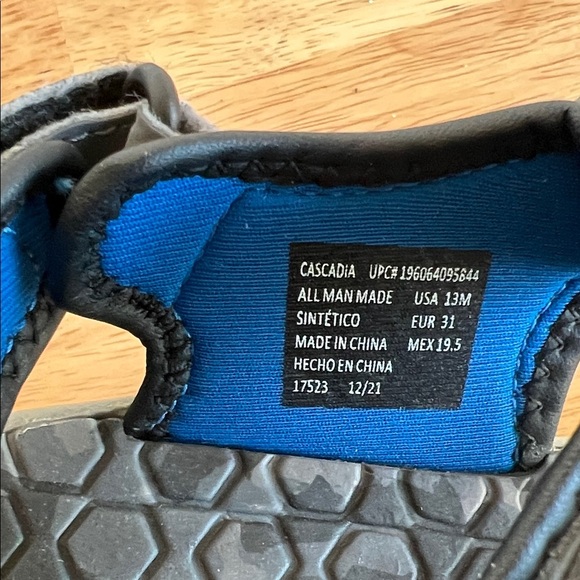 CASCADIA UPC# 196064095844
ALL MAN MADE USA 13M
SINTÉTICO EUR 31
MADE IN CHINA MEX 19.5
HECHO EN CHINA
17523 12/21